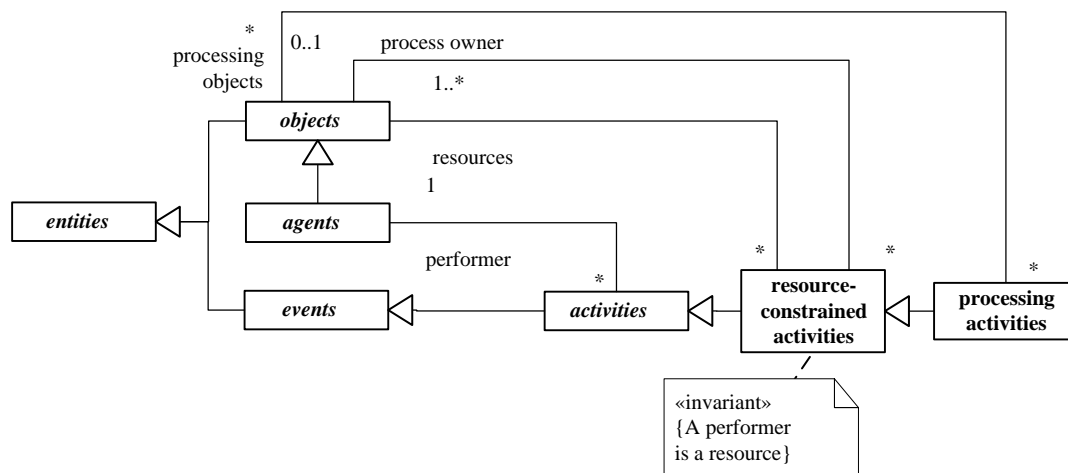 *
processing
objects
0..1
process owner
1..*
objects
resources
1
entities
agents
performer
*
*
*
*
events
activities
resource-
constrained
activities
processing
activities
«invariant»
{A performer
is a resource}